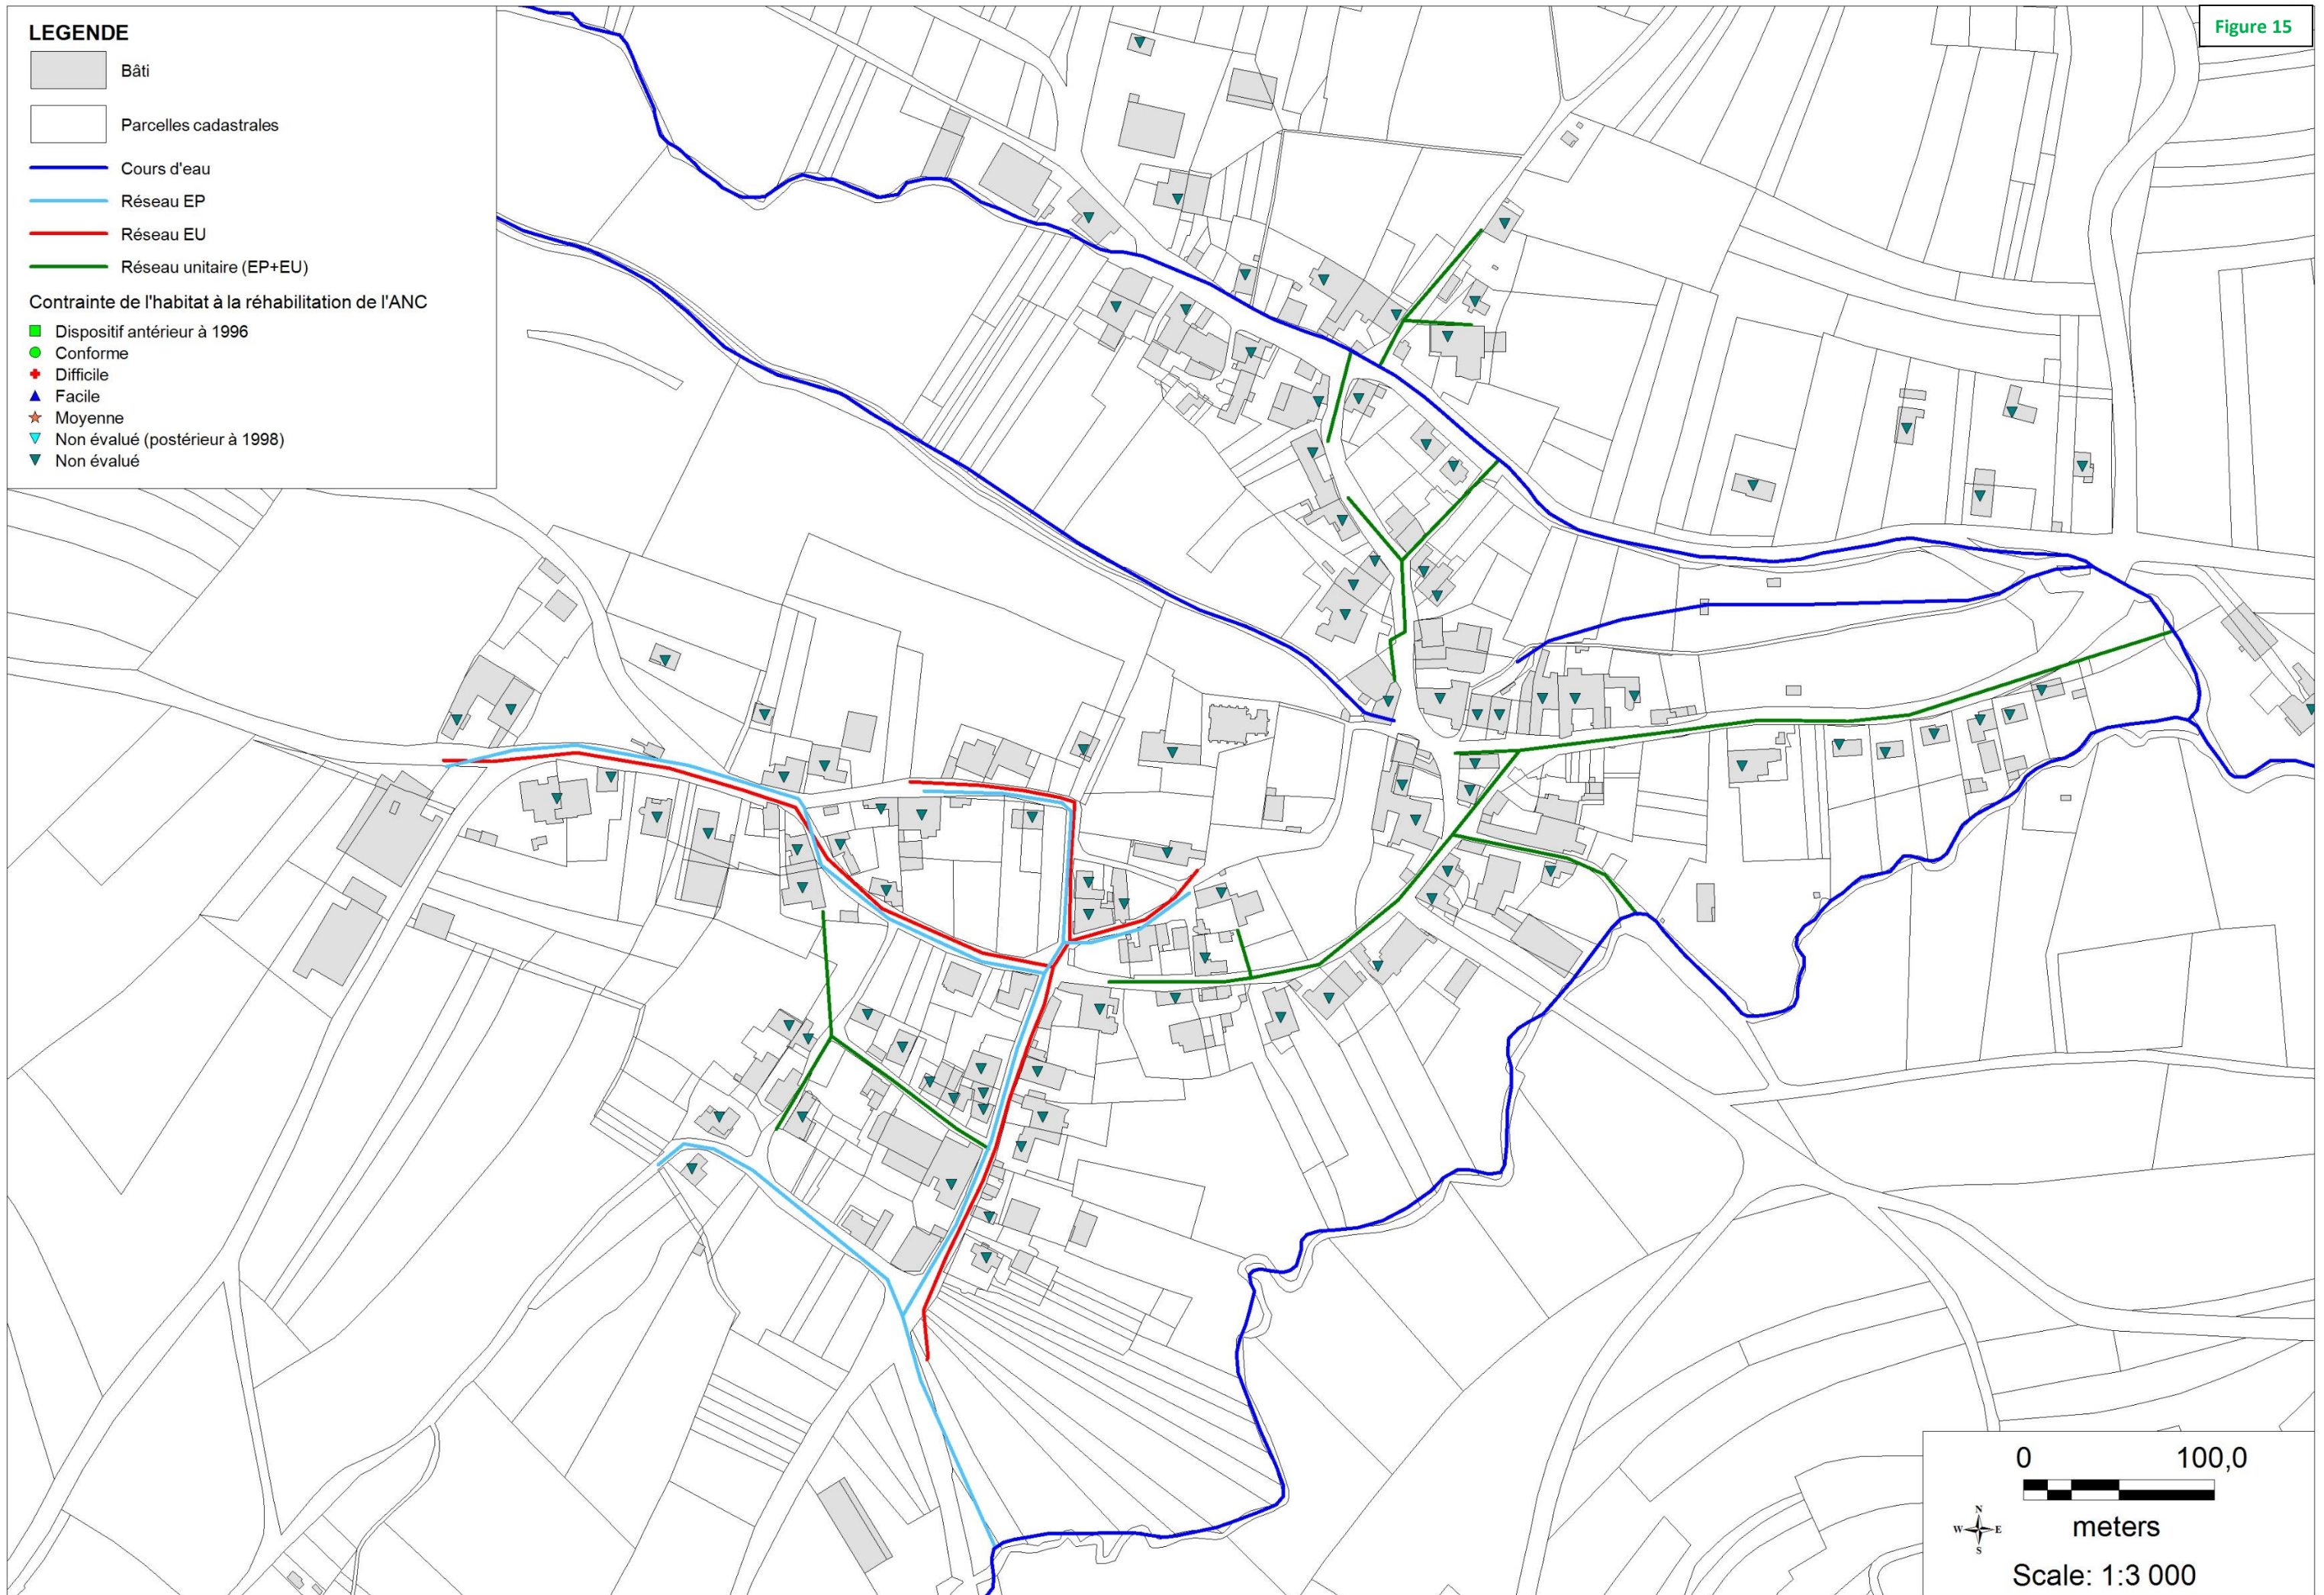 Figure 15
LEGENDE
Bâti
Parcelles cadastrales
Cours d'eau
Réseau EP
Réseau EU
Réseau unitaire (EP+EU)
Contrainte de l'habitat à la réhabilitation de l'ANC
Dispositif antérieur à 1996
Conforme
Difficile
Facile
Moyenne
Non évalué (postérieur à 1998)
Non évalué
0 100,0
N
W E
S
meters
Scale: 1:3 000